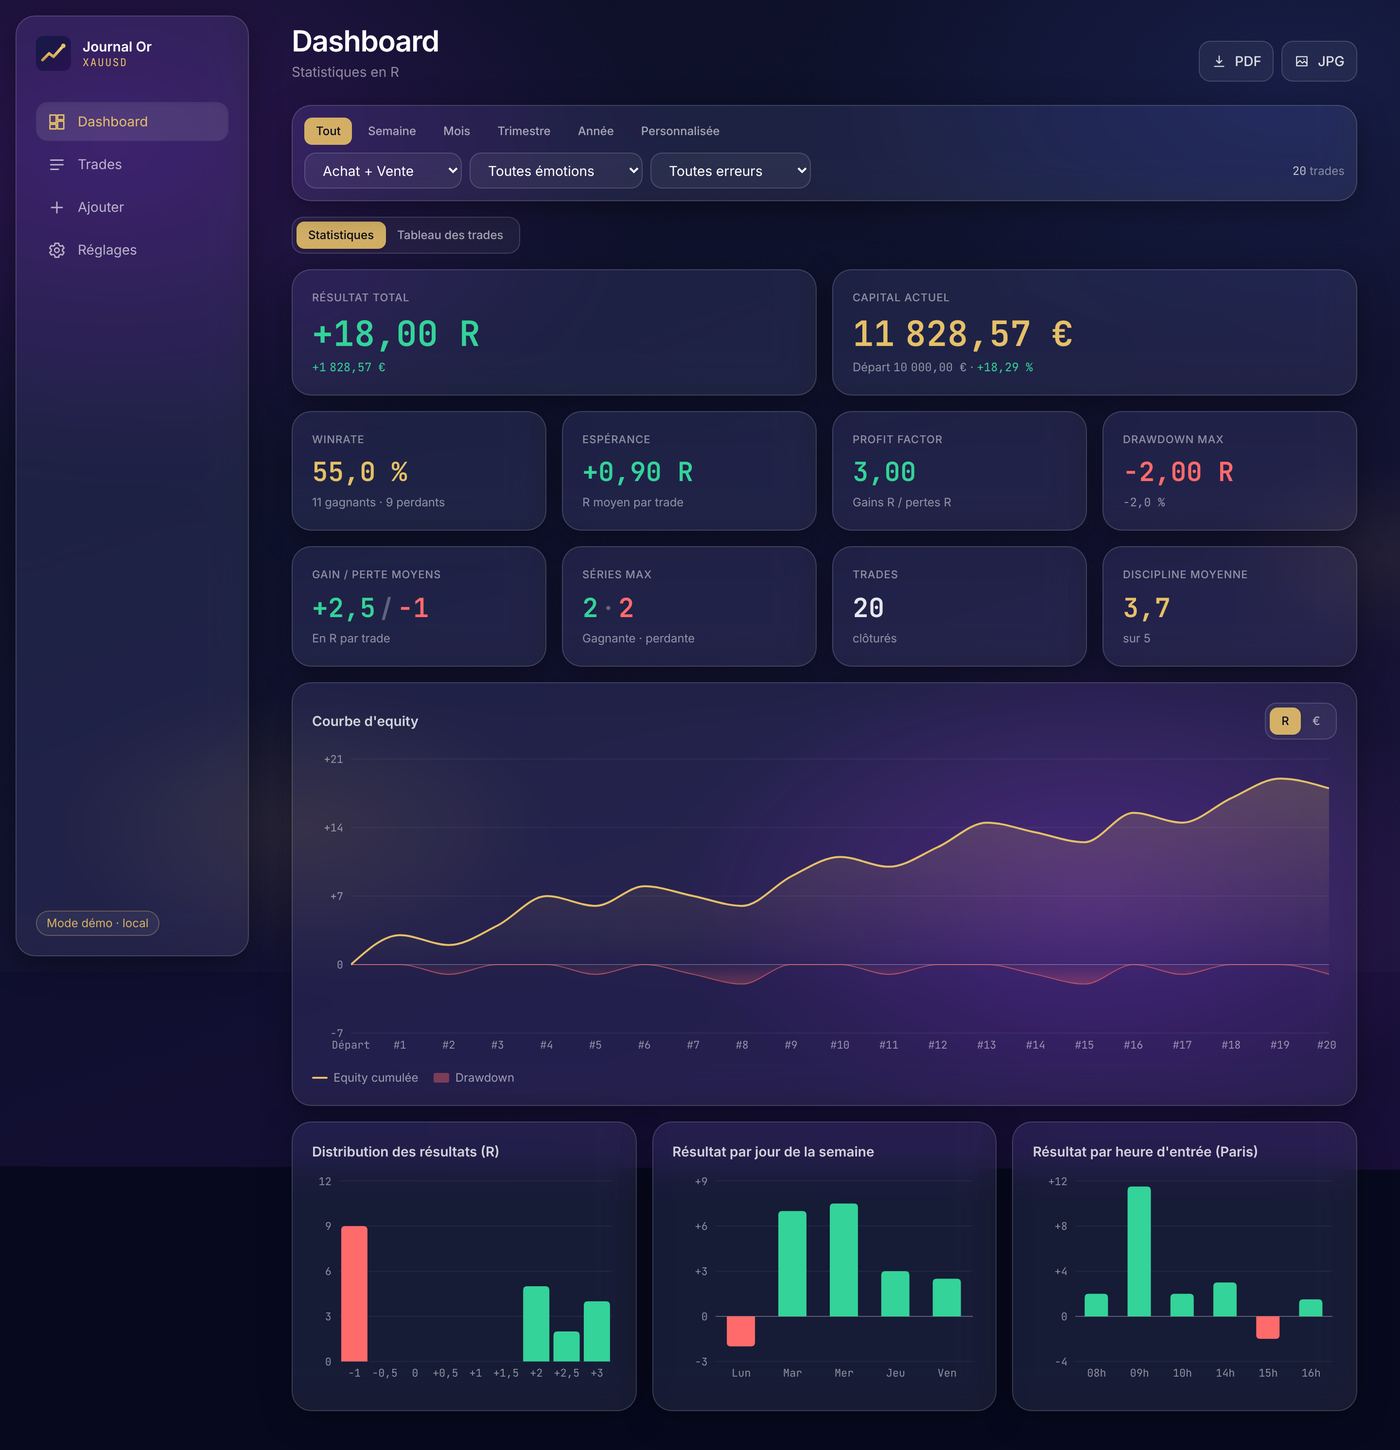 Journal Or
XAUUSD
Dashboard
Trades
Ajouter
Réglages
Mode démo · local
Dashboard
Statistiques en R
PDF
JPG
Tout Semaine Mois Trimestre Année Personnalisée
Achat + Vente Toutes émotions Toutes erreurs 20 trades
Statistiques Tableau des trades
RÉSULTAT TOTAL
+18,00 R
+1 828,57 €
CAPITAL ACTUEL
11 828,57 €
Départ 10 000,00 € · +18,29 %
WINRATE
55,0 %
11 gagnants · 9 perdants
ESPÉRANCE
+0,90 R
R moyen par trade
PROFIT FACTOR
3,00
Gains R / pertes R
DRAWDOWN MAX
-2,00 R
-2,0 %
GAIN / PERTE MOYENS
+2,5 / -1
En R par trade
SÉRIES MAX
2 · 2
Gagnante · perdante
TRADES
20
clôturés
DISCIPLINE MOYENNE
3,7
sur 5
Courbe d'equity
R €
+21
+14
+7
0
-7
Départ #1 #2 #3 #4 #5 #6 #7 #8 #9 #10 #11 #12 #13 #14 #15 #16 #17 #18 #19 #20
Equity cumulée Drawdown
Distribution des résultats (R)
12
9
6
3
0
-1 -0,5 0 +0,5 +1 +1,5 +2 +2,5 +3
Résultat par jour de la semaine
+9
+6
+3
0
-3
Lun Mar Mer Jeu Ven
Résultat par heure d'entrée (Paris)
+12
+8
+4
0
-4
08h 09h 10h 14h 15h 16h